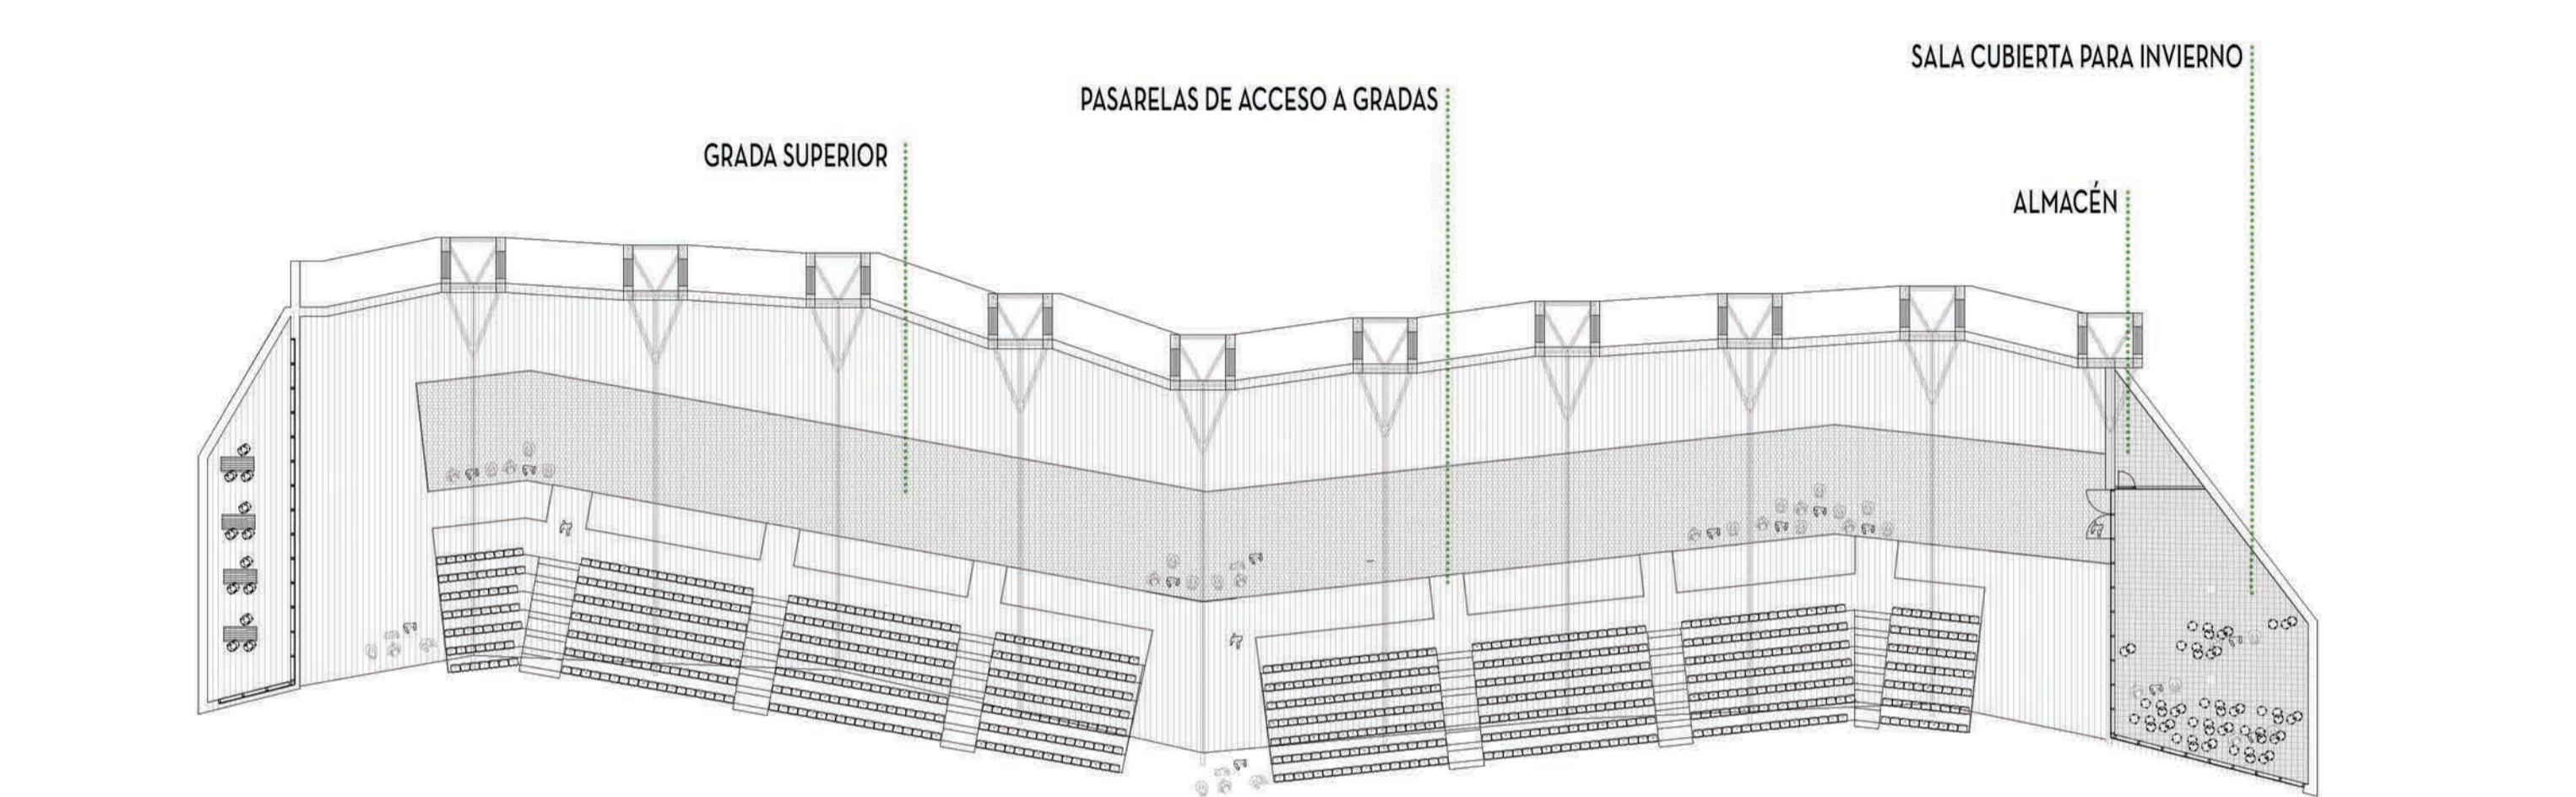 SALA CUBIERTA PARA INVIERNO
PASARELAS DE ACCESO A GRADAS
GRADA SUPERIOR
ALMACÉN